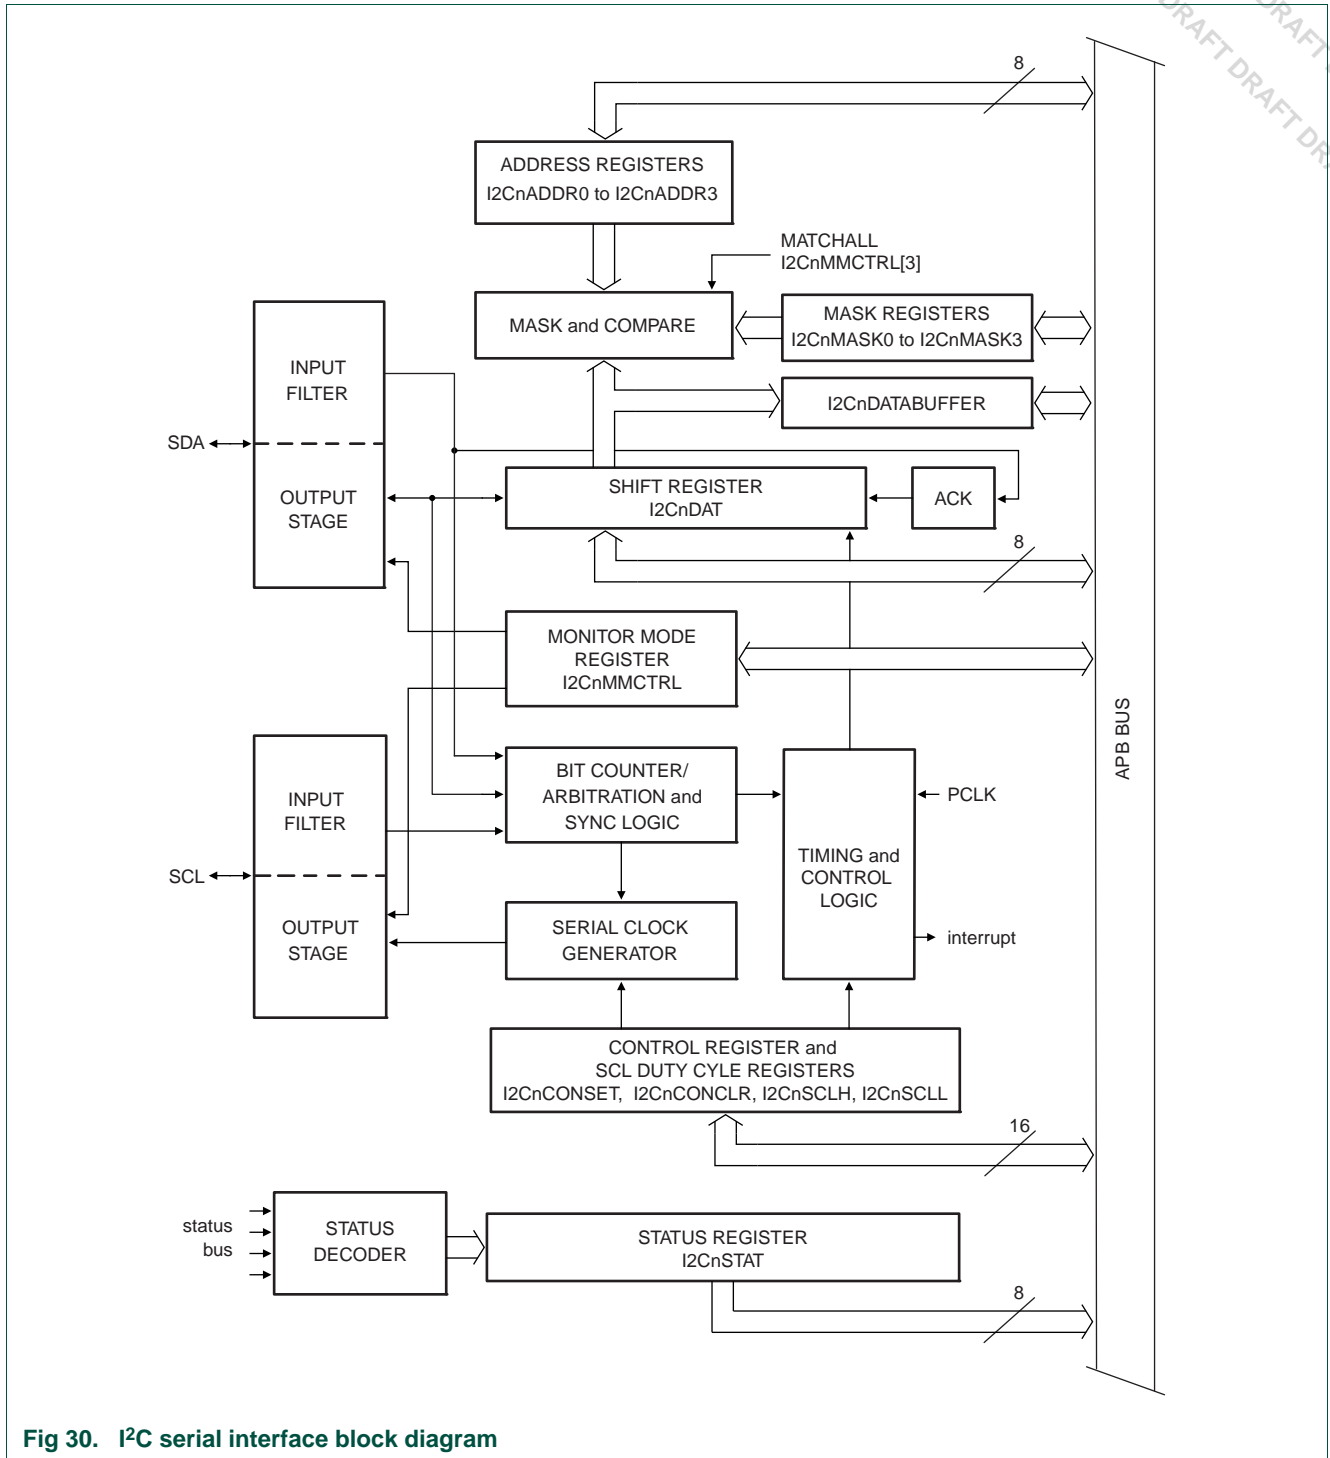 DRAFT DRAFT DRA
DRAFT
8
ADDRESS REGISTERS
I2CnADDR0 to I2CnADDR3
MATCHALL
I2CnMMCTRL[3]
MASK and COMPARE
MASK REGISTERS
I2CnMASK0 to I2CnMASK3
INPUT
FILTER
I2CnDATABUFFER
SDA
OUTPUT
STAGE
SHIFT REGISTER
I2CnDAT
ACK
8
MONITOR MODE
REGISTER
I2CnMMCTRL
APB BUS
BIT COUNTER/
ARBITRATION and
SYNC LOGIC
INPUT
FILTER
PCLK
TIMING and
CONTROL
LOGIC
SCL
OUTPUT
STAGE
SERIAL CLOCK
GENERATOR
interrupt
CONTROL REGISTER and
SCL DUTY CYLE REGISTERS
I2CnCONSET, I2CnCONCLR, I2CnSCLH, I2CnSCLL
16
status
bus
STATUS
DECODER
STATUS REGISTER
I2CnSTAT
8
Fig 30. I²C serial interface block diagram